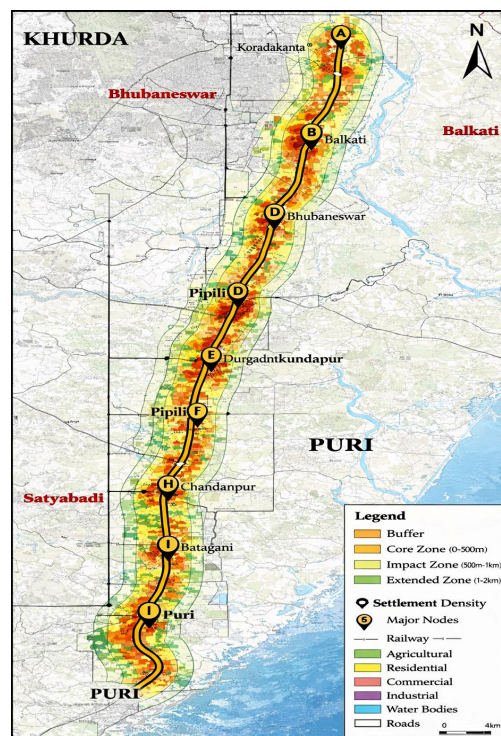 KHURDA
N
A
Koradakanta
Bhubaneswar
Balkati
B
Balkati
D
Bhubaneswar
Pipili
D
E
Durgadntkundapur
Pipili
F
PURI
H
Chandanpur
Satyabadi
I
Batagani
I
Puri
PURI
Legend
Buffer
Core Zone (0-500m)
Impact Zone (500m-1km)
Extended Zone (1-2km)
Settlement Density
S Major Nodes
Railway
Agricultural
Residential
Commercial
Industrial
Water Bodies
Roads
0 4km